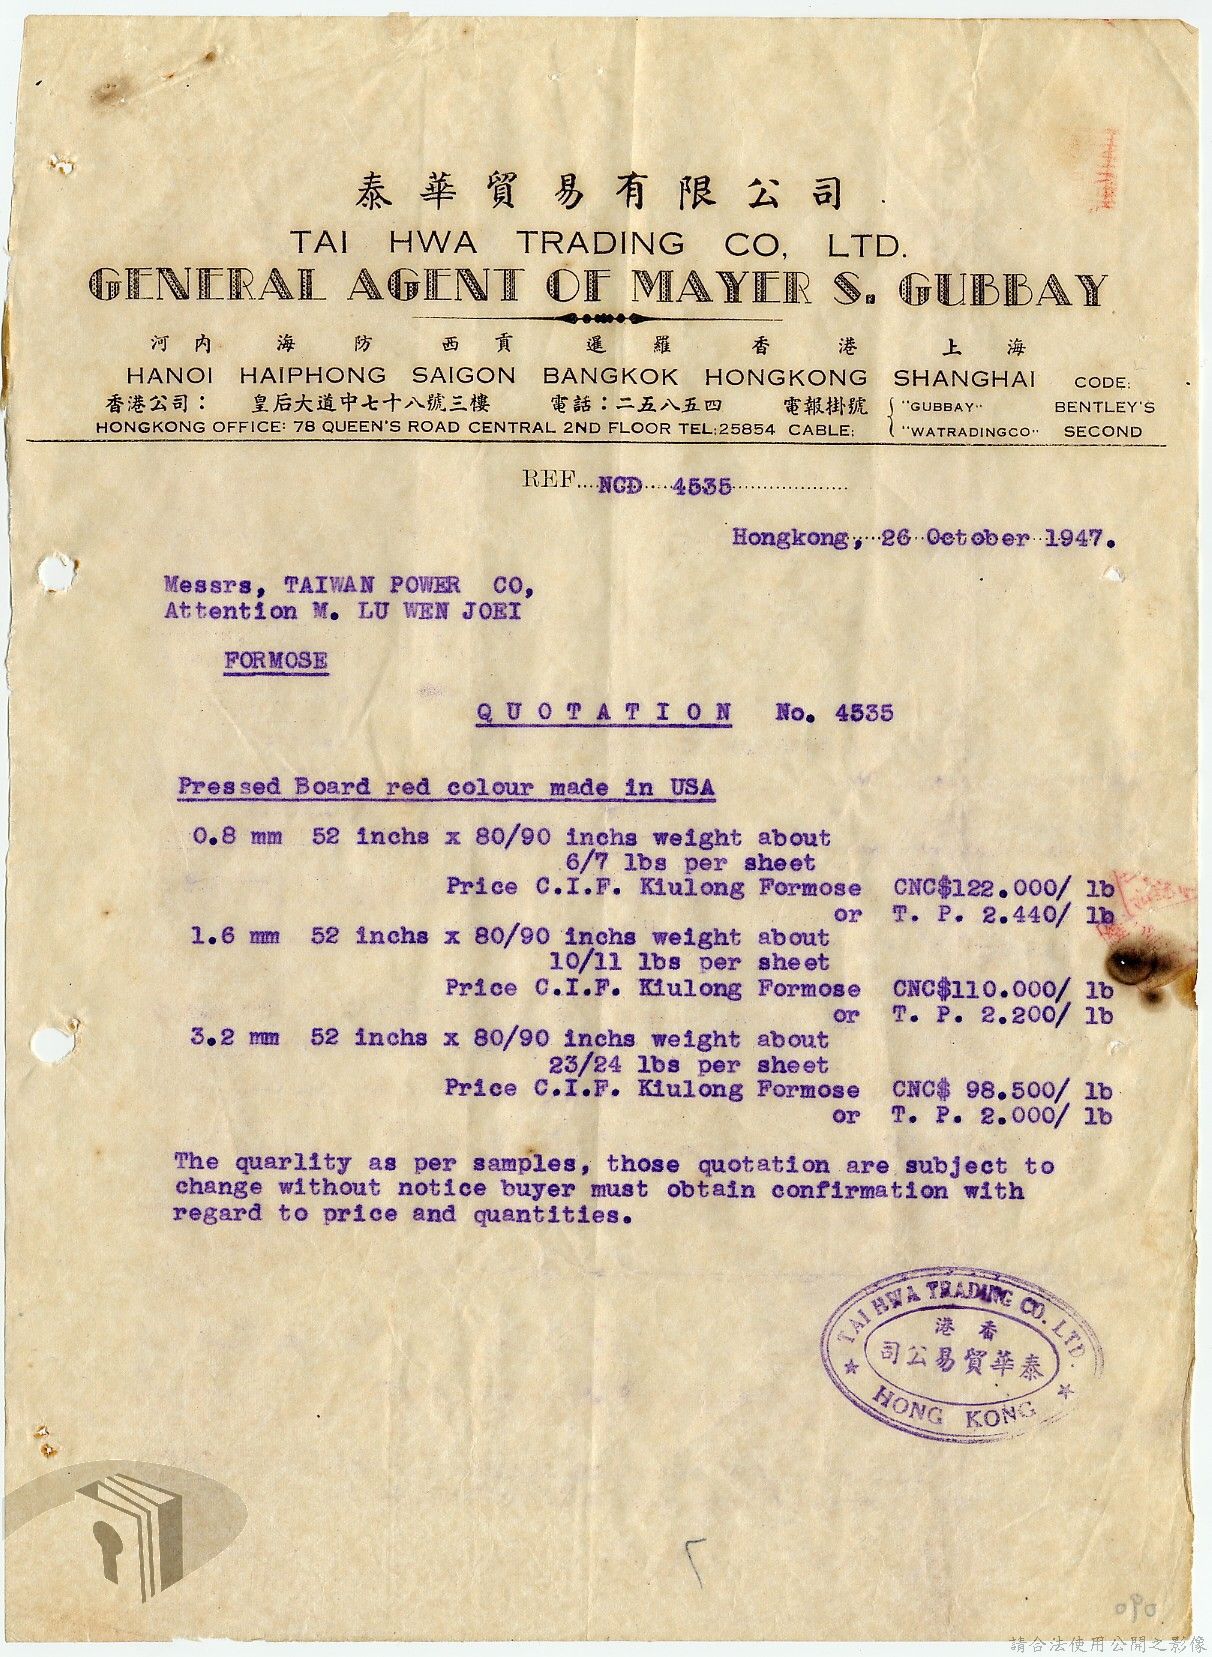 泰華貿易有限公司
TAI HWA TRADING CO, LTD.
GENERAL AGENT OF MAYER S. GUBBAY
河內 海防 西貢 暹羅 香港 上海
HANOI HAIPHONG SAIGON BANGKOK HONGKONG SHANGHAI CODE:
香港公司： 皇后大道中七十八號三樓 電話：二五八五四 電報掛號 "GUBBAY" BENTLEY'S
HONGKONG OFFICE: 78 QUEEN'S ROAD CENTRAL 2ND FLOOR TEL:25854 CABLE: "WATRADINGCO" SECOND
REF....NCD....4535
Hongkong, 26 October 1947.
Messrs, TAIWAN POWER CO,
Attention M. LU WEN JOEI
FORMOSE
QUOTATION No. 4535
Pressed Board red colour made in USA
0.8 mm 52 inchs x 80/90 inchs weight about
6/7 lbs per sheet
Price C.I.F. Kiulong Formose CNC$122.000/ lb
or T. P. 2.440/ lb
1.6 mm 52 inchs x 80/90 inchs weight about
10/11 lbs per sheet
Price C.I.F. Kiulong Formose CNC$110.000/ lb
or T. P. 2.200/ lb
3.2 mm 52 inchs x 80/90 inchs weight about
23/24 lbs per sheet
Price C.I.F. Kiulong Formose CNC$ 98.500/ lb
or T. P. 2.000/ lb
The quarlity as per samples, those quotation are subject to
change without notice buyer must obtain confirmation with
regard to price and quantities.
TAI HWA TRADING CO. LTD.
香港
泰華貿易公司
HONG KONG
090
請合法使用公開之影像